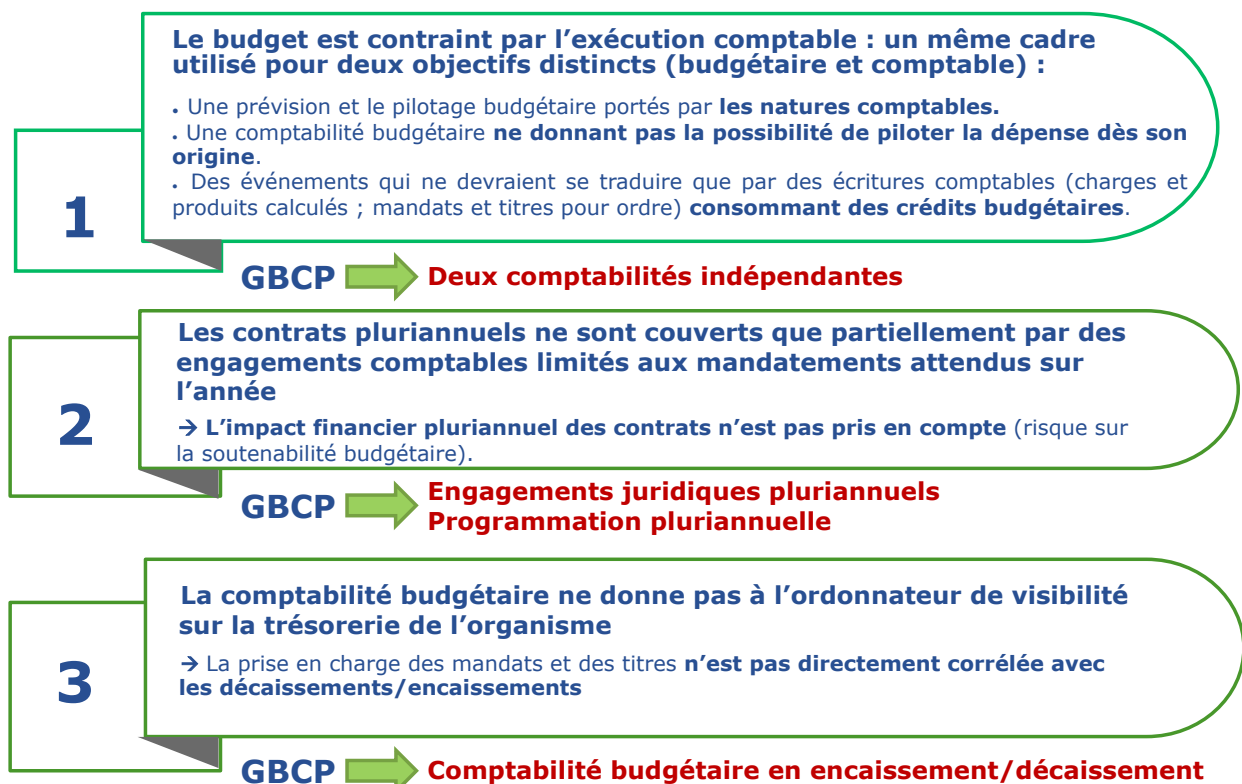 Le budget est contraint par l’exécution comptable : un même cadre
utilisé pour deux objectifs distincts (budgétaire et comptable) :
. Une prévision et le pilotage budgétaire portés par les natures comptables.
. Une comptabilité budgétaire ne donnant pas la possibilité de piloter la dépense dès son
origine.
. Des événements qui ne devraient se traduire que par des écritures comptables (charges et
produits calculés ; mandats et titres pour ordre) consommant des crédits budgétaires.
1
GBCP Deux comptabilités indépendantes
Les contrats pluriannuels ne sont couverts que partiellement par des
engagements comptables limités aux mandatements attendus sur
l’année
2
→ L’impact financier pluriannuel des contrats n’est pas pris en compte (risque sur
la soutenabilité budgétaire).
GBCP Engagements juridiques pluriannuels
Programmation pluriannuelle
La comptabilité budgétaire ne donne pas à l’ordonnateur de visibilité
sur la trésorerie de l’organisme
3
→ La prise en charge des mandats et des titres n’est pas directement corrélée avec
les décaissements/encaissements
GBCP Comptabilité budgétaire en encaissement/décaissement